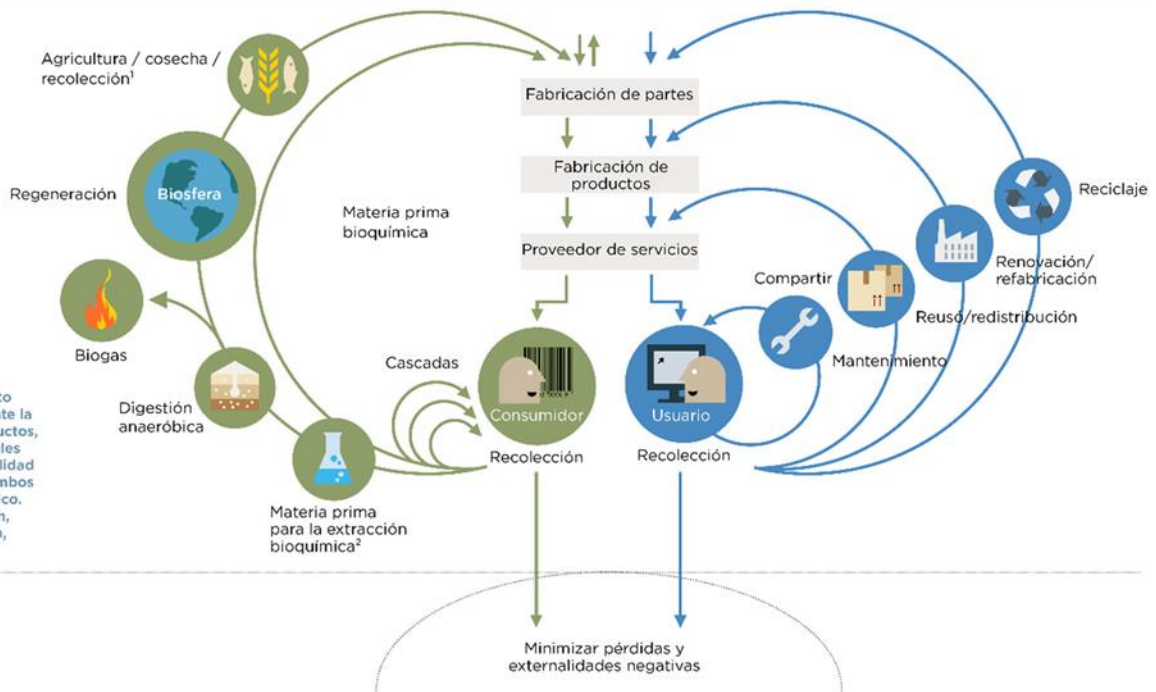 Agricultura / cosecha /
recolección¹
Regeneración
Biosfera
Biogas
Digestión
anaeróbica
Materia prima
para la extracción
bioquímica²
Materia prima
bioquímica
Cascadas
Fabricación de partes
Fabricación de
productos
Proveedor de servicios
Consumidor
Recolección
Usuario
Recolección
Compartir
Mantenimiento
Reuso/redistribución
Renovación/
refabricación
Reciclaje
Minimizar pérdidas y
externalidades negativas